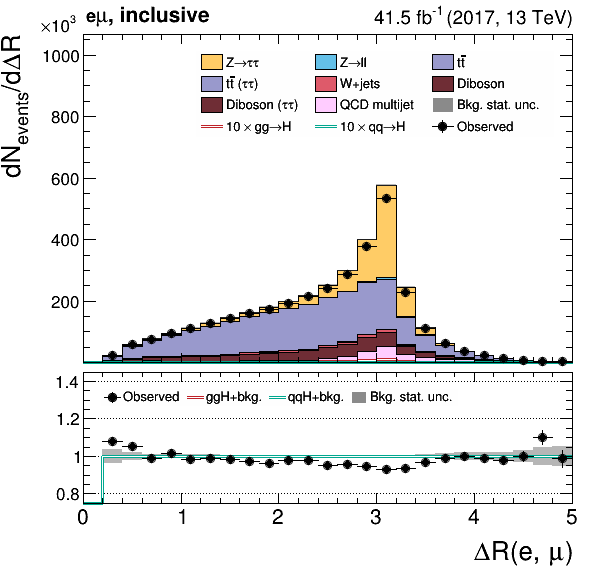 ×10³ eμ, inclusive 41.5 fb⁻¹ (2017, 13 TeV)
dN_events/dΔR
1000
800
600
400
200
Z→ττ Z→ll tt̄
tt̄ (ττ) W+jets Diboson
Diboson (ττ) QCD multijet Bkg. stat. unc.
10 × gg→H 10 × qq→H Observed
1.4
1.2
1
0.8
Observed ggH+bkg. qqH+bkg. Bkg. stat. unc.
0 1 2 3 4 5
ΔR(e, μ)